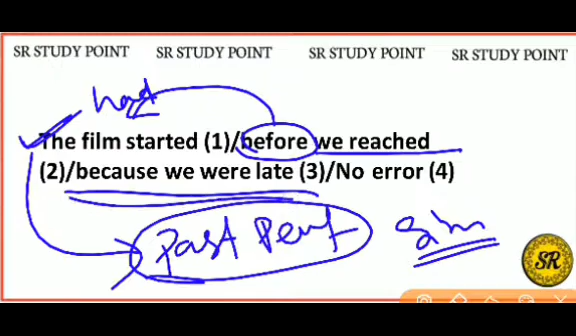 SR STUDY POINT SR STUDY POINT SR STUDY POINT SR STUDY POINT
had
The film started (1)/before we reached
(2)/because we were late (3)/No error (4)
Past Perf Sim
SR